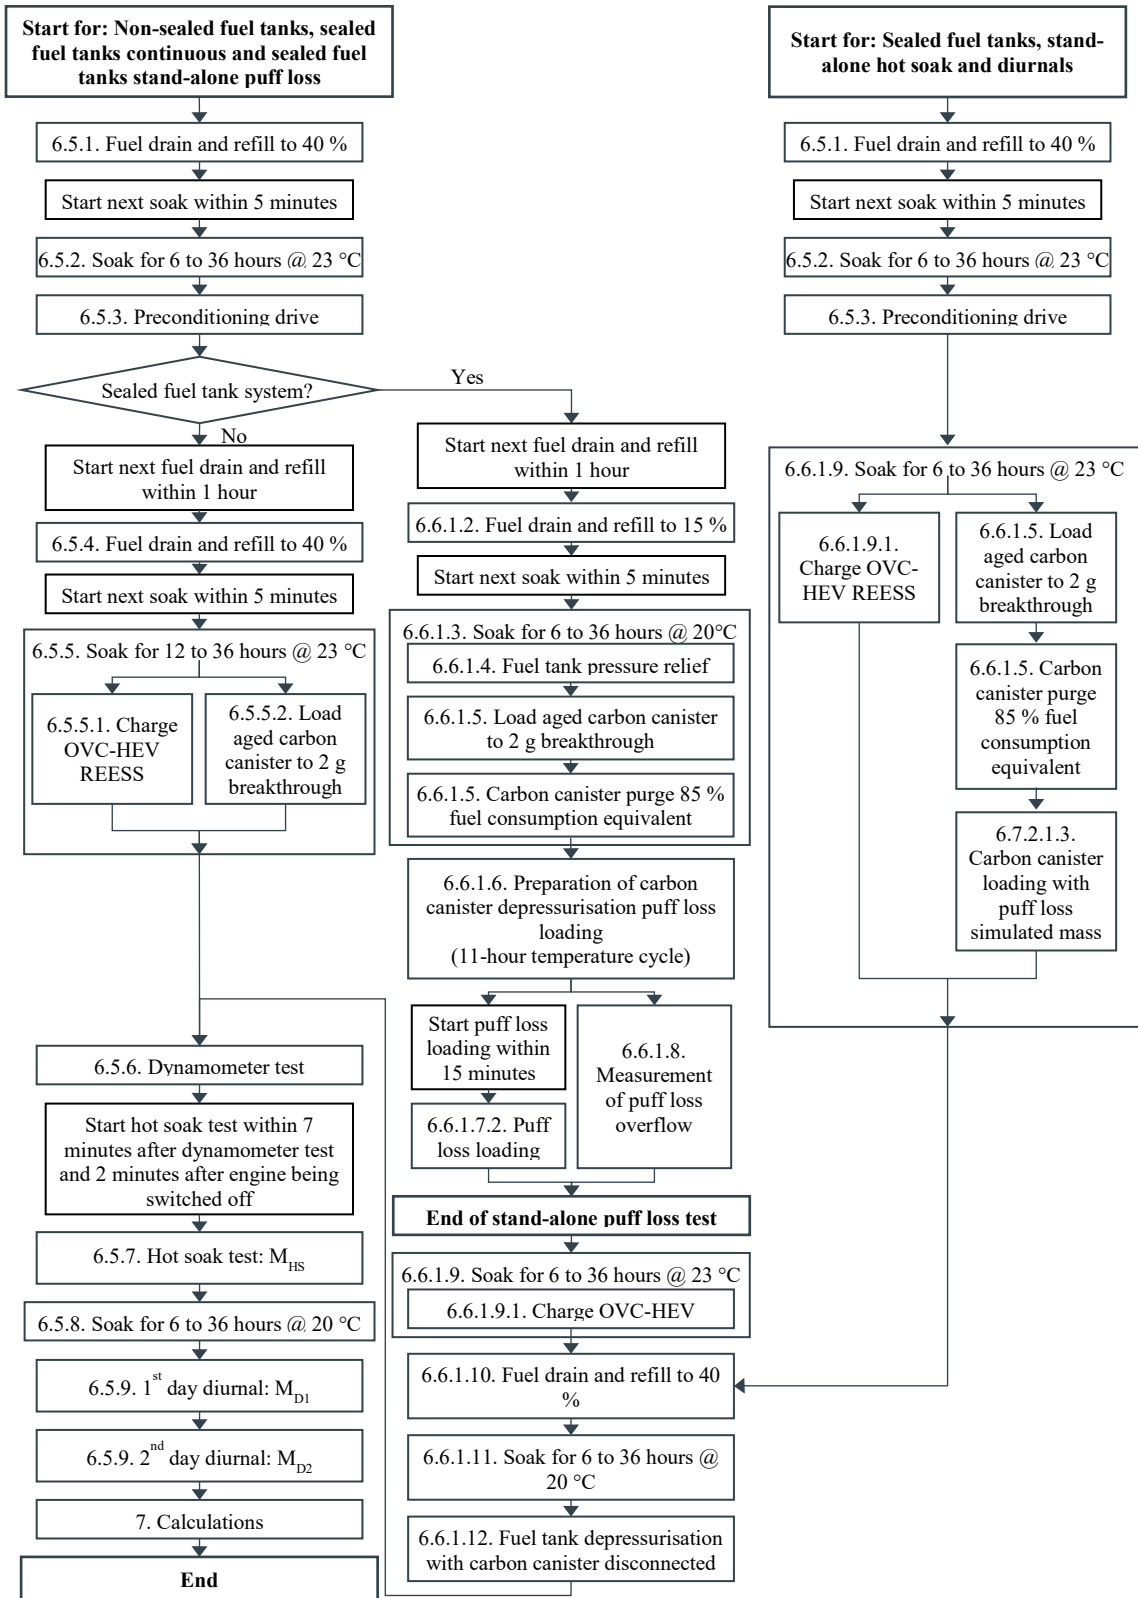 Start for: Non-sealed fuel tanks, sealed
fuel tanks continuous and sealed fuel
tanks stand-alone puff loss
6.5.1. Fuel drain and refill to 40 %
Start next soak within 5 minutes
6.5.2. Soak for 6 to 36 hours @ 23 °C
6.5.3. Preconditioning drive
Sealed fuel tank system?
Yes
No
Start next fuel drain and refill
within 1 hour
6.5.4. Fuel drain and refill to 40 %
Start next soak within 5 minutes
6.5.5. Soak for 12 to 36 hours @ 23 °C
6.5.5.1. Charge
OVC-HEV
REESS
6.5.5.2. Load
aged carbon
canister to 2 g
breakthrough
6.5.6. Dynamometer test
Start hot soak test within 7
minutes after dynamometer test
and 2 minutes after engine being
switched off
6.5.7. Hot soak test: M_HS
6.5.8. Soak for 6 to 36 hours @ 20 °C
6.5.9. 1st day diurnal: M_D1
6.5.9. 2nd day diurnal: M_D2
7. Calculations
End
Start next fuel drain and refill
within 1 hour
6.6.1.2. Fuel drain and refill to 15 %
Start next soak within 5 minutes
6.6.1.3. Soak for 6 to 36 hours @ 20°C
6.6.1.4. Fuel tank pressure relief
6.6.1.5. Load aged carbon canister
to 2 g breakthrough
6.6.1.5. Carbon canister purge 85 %
fuel consumption equivalent
6.6.1.6. Preparation of carbon
canister depressurisation puff loss
loading
(11-hour temperature cycle)
Start puff loss
loading within
15 minutes
6.6.1.7.2. Puff
loss loading
6.6.1.8.
Measurement
of puff loss
overflow
End of stand-alone puff loss test
6.6.1.9. Soak for 6 to 36 hours @ 23 °C
6.6.1.9.1. Charge OVC-HEV
6.6.1.10. Fuel drain and refill to 40
%
6.6.1.11. Soak for 6 to 36 hours @
20 °C
6.6.1.12. Fuel tank depressurisation
with carbon canister disconnected
Start for: Sealed fuel tanks, stand-
alone hot soak and diurnals
6.5.1. Fuel drain and refill to 40 %
Start next soak within 5 minutes
6.5.2. Soak for 6 to 36 hours @ 23 °C
6.5.3. Preconditioning drive
6.6.1.9. Soak for 6 to 36 hours @ 23 °C
6.6.1.9.1.
Charge OVC-
HEV REESS
6.6.1.5. Load
aged carbon
canister to 2 g
breakthrough
6.6.1.5. Carbon
canister purge
85 % fuel
consumption
equivalent
6.7.2.1.3.
Carbon canister
loading with
puff loss
simulated mass